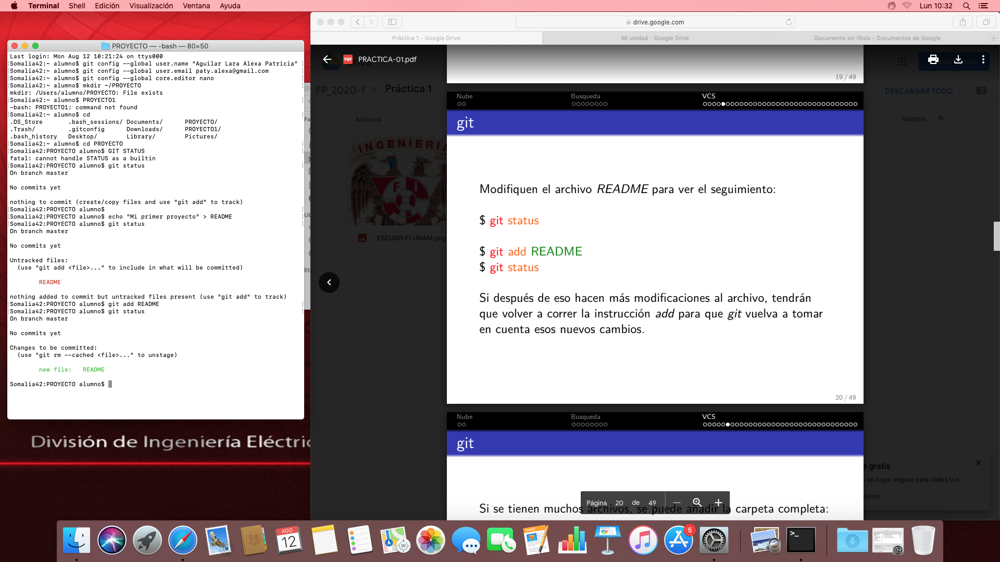 Terminal Shell Edición Visualización Ventana Ayuda
Lun 10:32
PROYECTO — -bash — 80×50
Last login: Mon Aug 12 10:21:24 on ttys000
[Somalia42:~ alumno$ git config --global user.name "Aguilar Lara Alexa Patricia" ]
[Somalia42:~ alumno$ git config --global user.email paty.alexa@gmail.com ]
[Somalia42:~ alumno$ git config --global core.editor nano ]
[Somalia42:~ alumno$ mkdir ~/PROYECTO ]
mkdir: /Users/alumno/PROYECTO: File exists
[Somalia42:~ alumno$ PROYECTO1 ]
-bash: PROYECTO1: command not found
[Somalia42:~ alumno$ cd
.DS_Store .bash_sessions/ Documents/ PROYECTO/
.Trash/ .gitconfig Downloads/ PROYECTO1/
.bash_history Desktop/ Library/ Pictures/
[Somalia42:~ alumno$ cd PROYECTO ]
[Somalia42:PROYECTO alumno$ GIT STATUS ]
fatal: cannot handle STATUS as a builtin
[Somalia42:PROYECTO alumno$ git status ]
On branch master
No commits yet
nothing to commit (create/copy files and use "git add" to track)
[Somalia42:PROYECTO alumno$ ]
[Somalia42:PROYECTO alumno$ echo "Mi primer proyecto" > README ]
[Somalia42:PROYECTO alumno$ git status ]
On branch master
No commits yet
Untracked files:
(use "git add <file>..." to include in what will be committed)
README
nothing added to commit but untracked files present (use "git add" to track)
[Somalia42:PROYECTO alumno$ git add README ]
[Somalia42:PROYECTO alumno$ git status ]
On branch master
No commits yet
Changes to be committed:
(use "git rm --cached <file>..." to unstage)
new file: README
Somalia42:PROYECTO alumno$
División de Ingeniería Eléctric
drive.google.com
Práctica 1 - Google Drive
Mi unidad - Google Drive
Documento sin título - Documentos de Google
PDF PRACTICA-01.pdf
FP_2020-1 > Práctica 1
DESCARGAR TODO
Archivos
Nombre
INGENIERIA
F I
ESCUDO-FI-UNAM.png
19 / 49
Nube Busqueda VCS
git
Modifiquen el archivo README para ver el seguimiento:
$ git status
$ git add README
$ git status
Si después de eso hacen más modificaciones al archivo, tendrán
que volver a correr la instrucción add para que git vuelva a tomar
en cuenta esos nuevos cambios.
20 / 49
Nube Busqueda VCS
git
Si se tienen muchos archivos, se puede añadir la carpeta completa:
Página 20 de 49
e gratis
un lugar seguro para todos tus
ismo.
AGO
12
PAGES
3D
5
>_